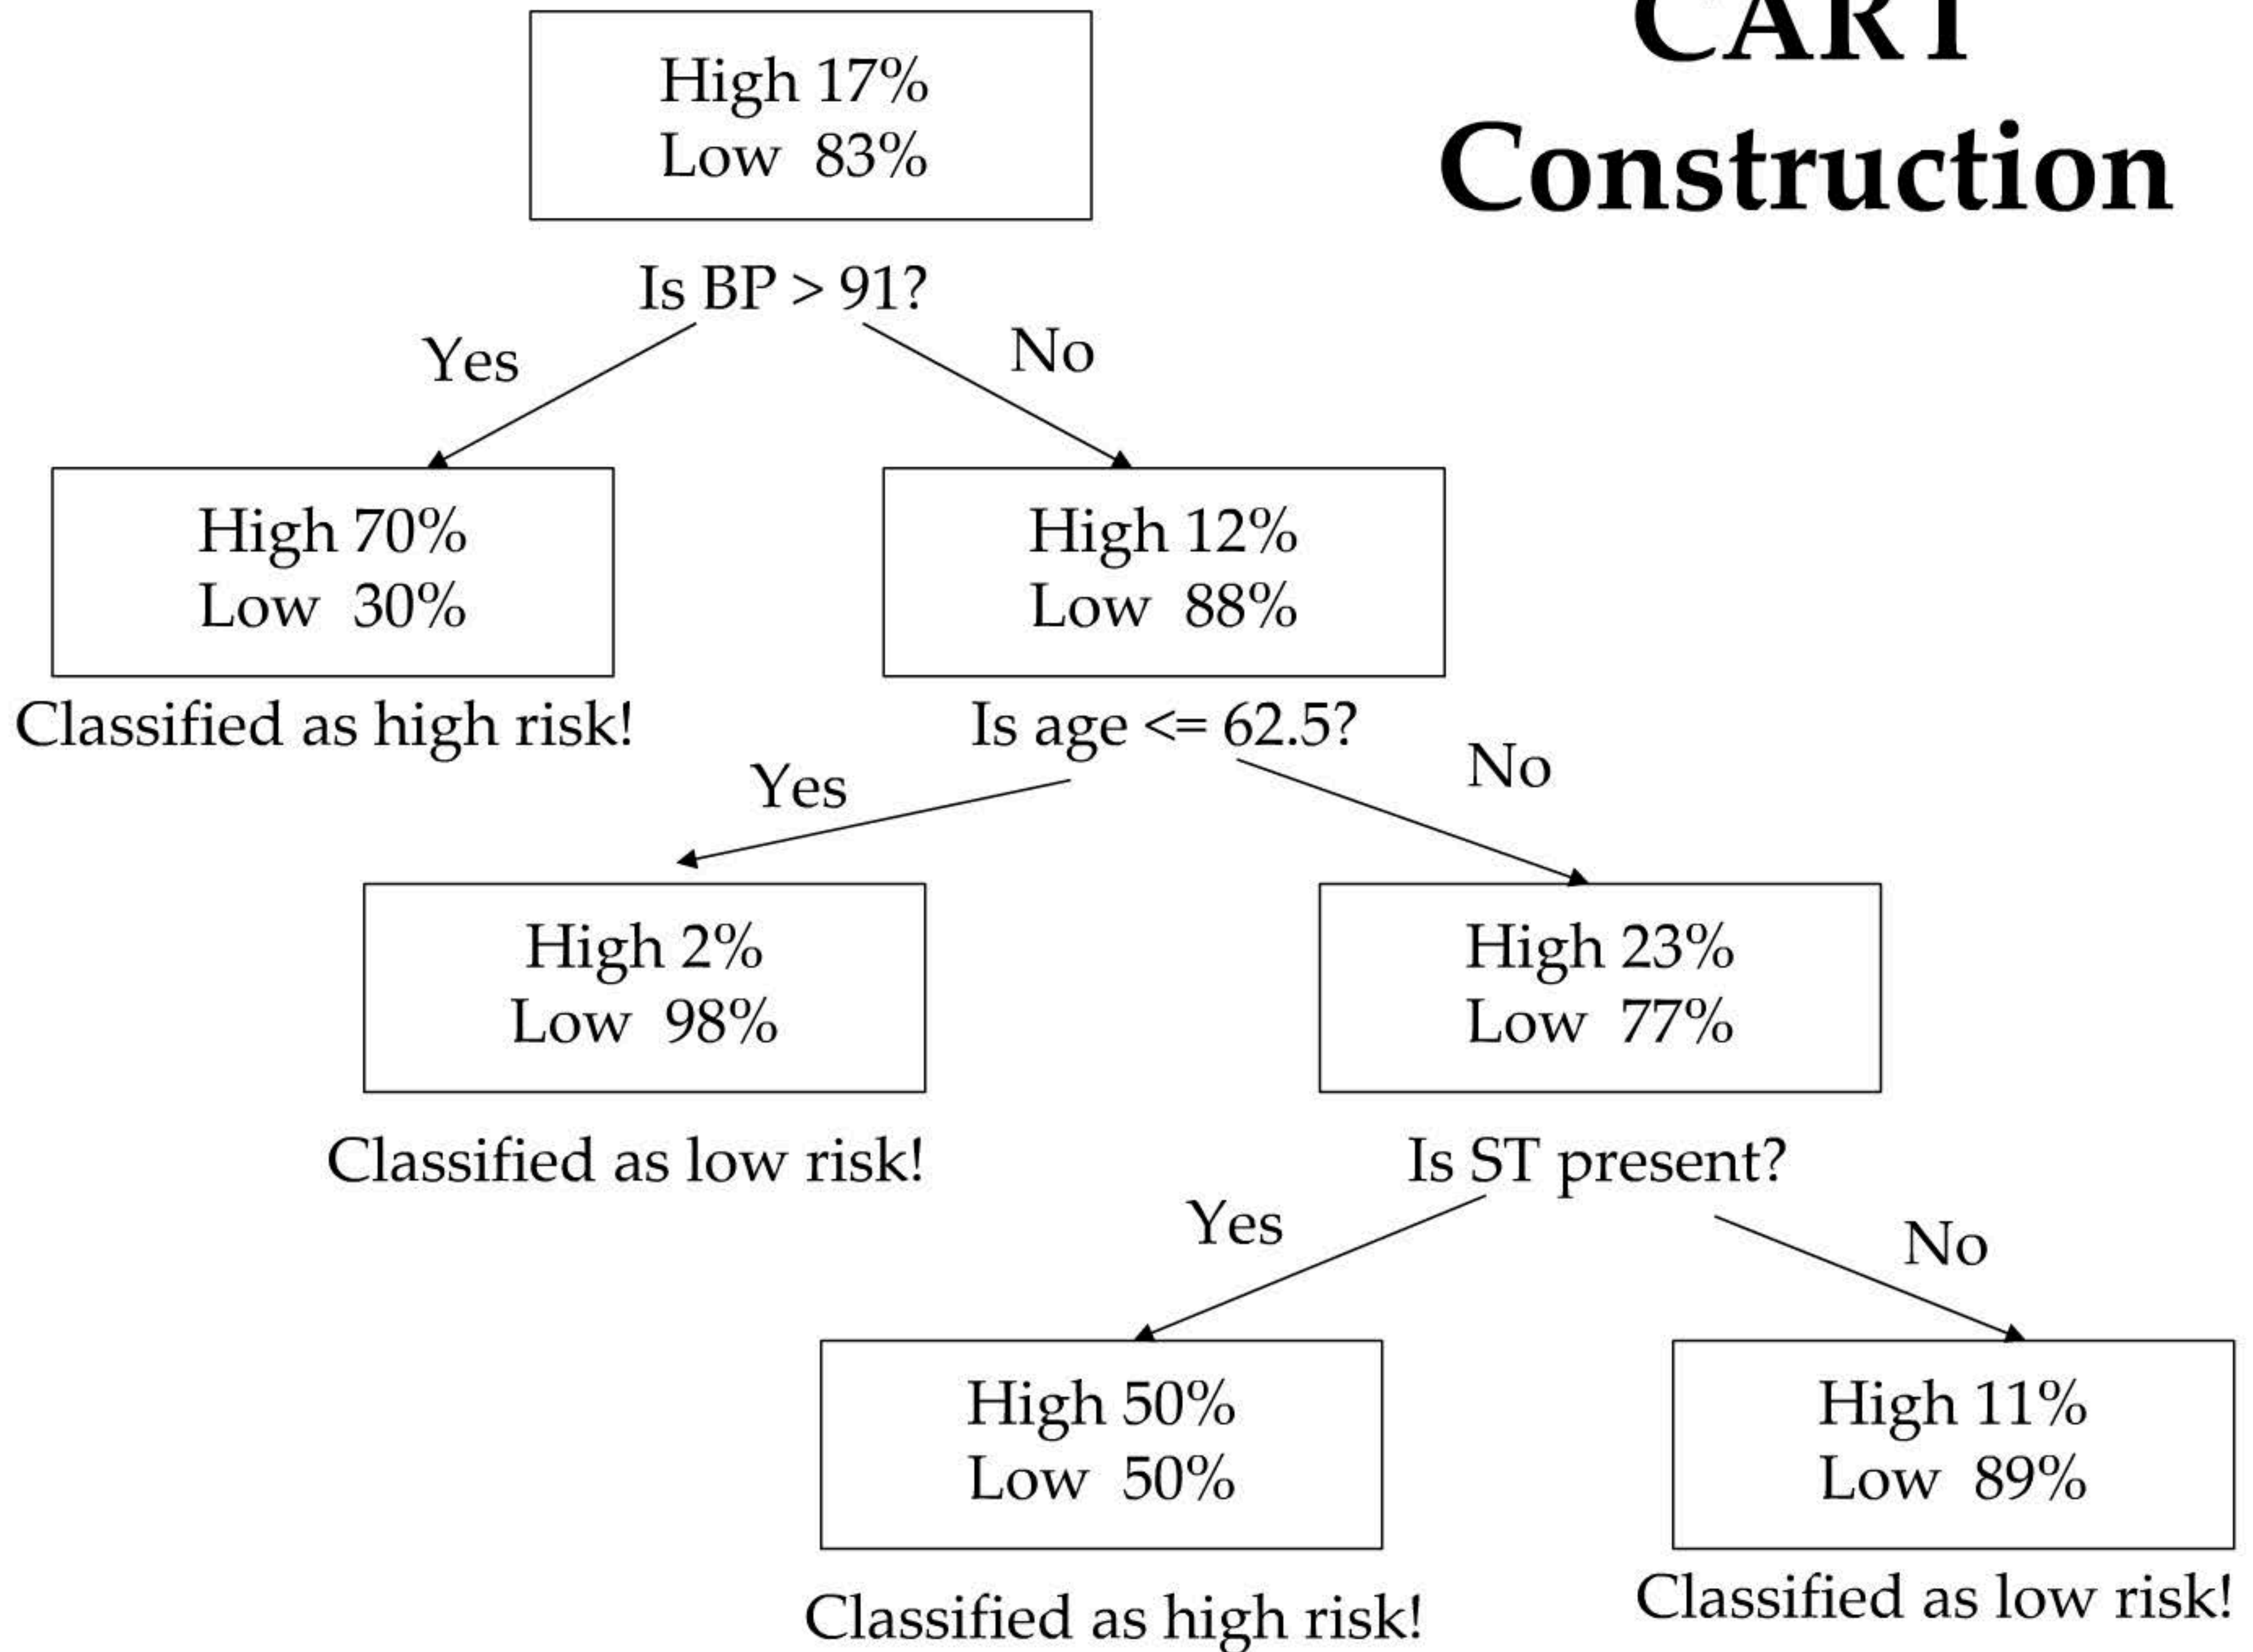 CART
Construction
High 17%
Low 83%
Is BP > 91?
Yes
No
High 70%
Low 30%
High 12%
Low 88%
Classified as high risk!
Is age <= 62.5?
Yes
No
High 2%
Low 98%
High 23%
Low 77%
Classified as low risk!
Is ST present?
Yes
No
High 50%
Low 50%
High 11%
Low 89%
Classified as high risk!
Classified as low risk!